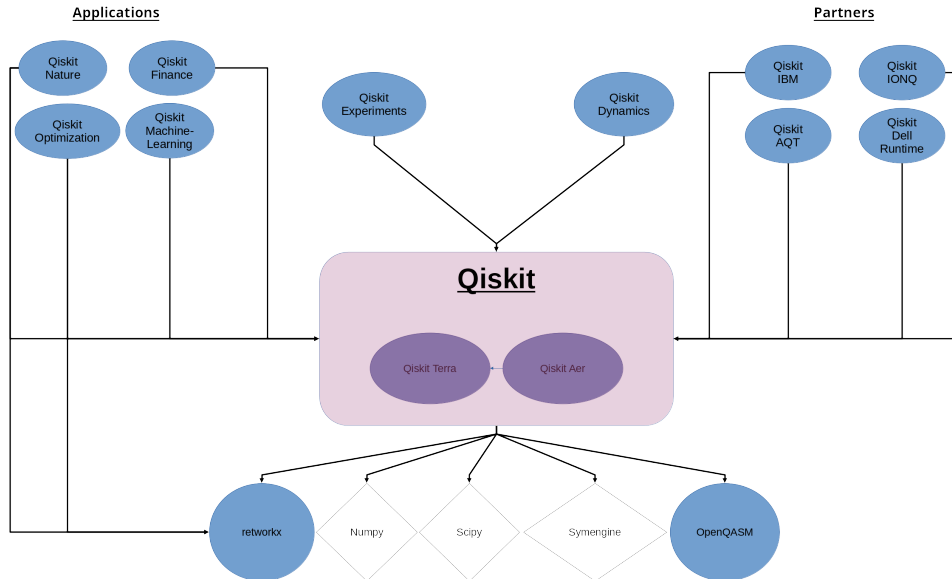 Applications
Partners
Qiskit
Nature
Qiskit
Finance
Qiskit
Optimization
Qiskit
Machine-
Learning
Qiskit
Experiments
Qiskit
Dynamics
Qiskit
IBM
Qiskit
IONQ
Qiskit
AQT
Qiskit
Dell
Runtime
Qiskit
Qiskit Terra
Qiskit Aer
retworkx
Numpy
Scipy
Symengine
OpenQASM